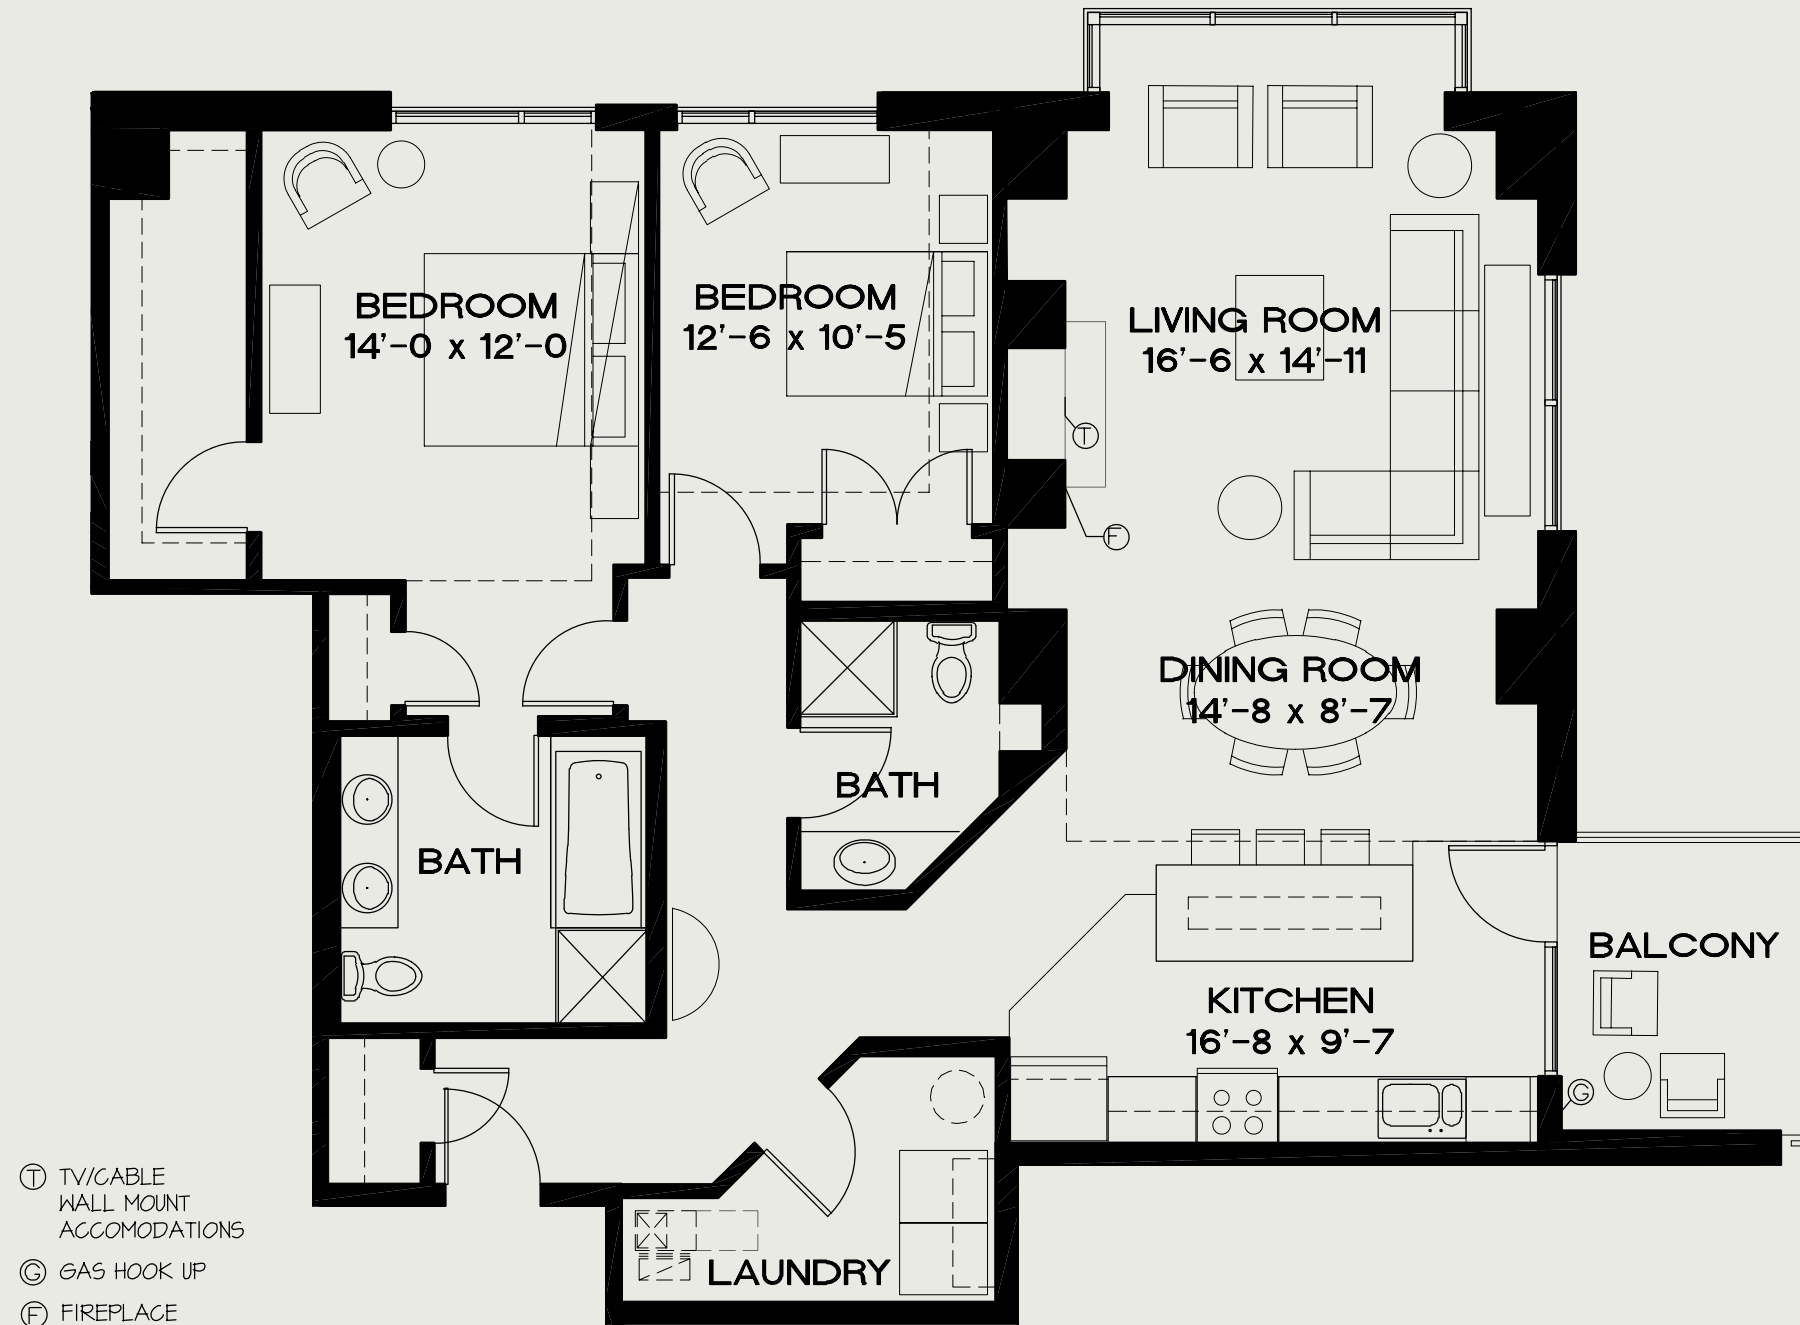 BEDROOM
14'-0 x 12'-0
BEDROOM
12'-6 x 10'-5
LIVING ROOM
16'-6 x 14'-11
T
F
DINING ROOM
14'-8 x 8'-7
BATH
BATH
BALCONY
KITCHEN
16'-8 x 9'-7
G
LAUNDRY
T TV/CABLE
WALL MOUNT
ACCOMODATIONS
G GAS HOOK UP
F FIREPLACE